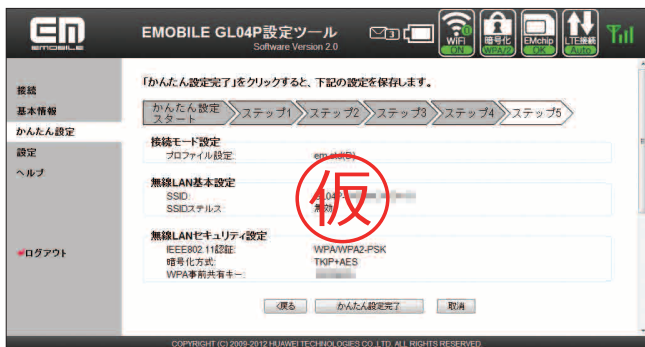 EM
EMOBILE
EMOBILE GL04P設定ツール
Software Version 2.0
3
WiFi
ON
暗号化
WPA/2
EMchip
OK
LTE接続
Auto
接続
基本情報
かんたん設定
設定
ヘルプ
ログアウト
「かんたん設定完了」をクリックすると、下記の設定を保存します。
かんたん設定
スタート
ステップ1
ステップ2
ステップ3
ステップ4
ステップ5
接続モード設定
プロファイル設定:
無線LAN基本設定
SSID:
SSIDステルス:
無効
仮
無線LANセキュリティ設定
IEEE802.11認証:
WPA/WPA2-PSK
暗号化方式:
TKIP+AES
WPA事前共有キー:
戻る
かんたん設定完了
取消
COPYRIGHT (C) 2009-2012 HUAWEI TECHNOLOGIES CO.,LTD. ALL RIGHTS RESERVED